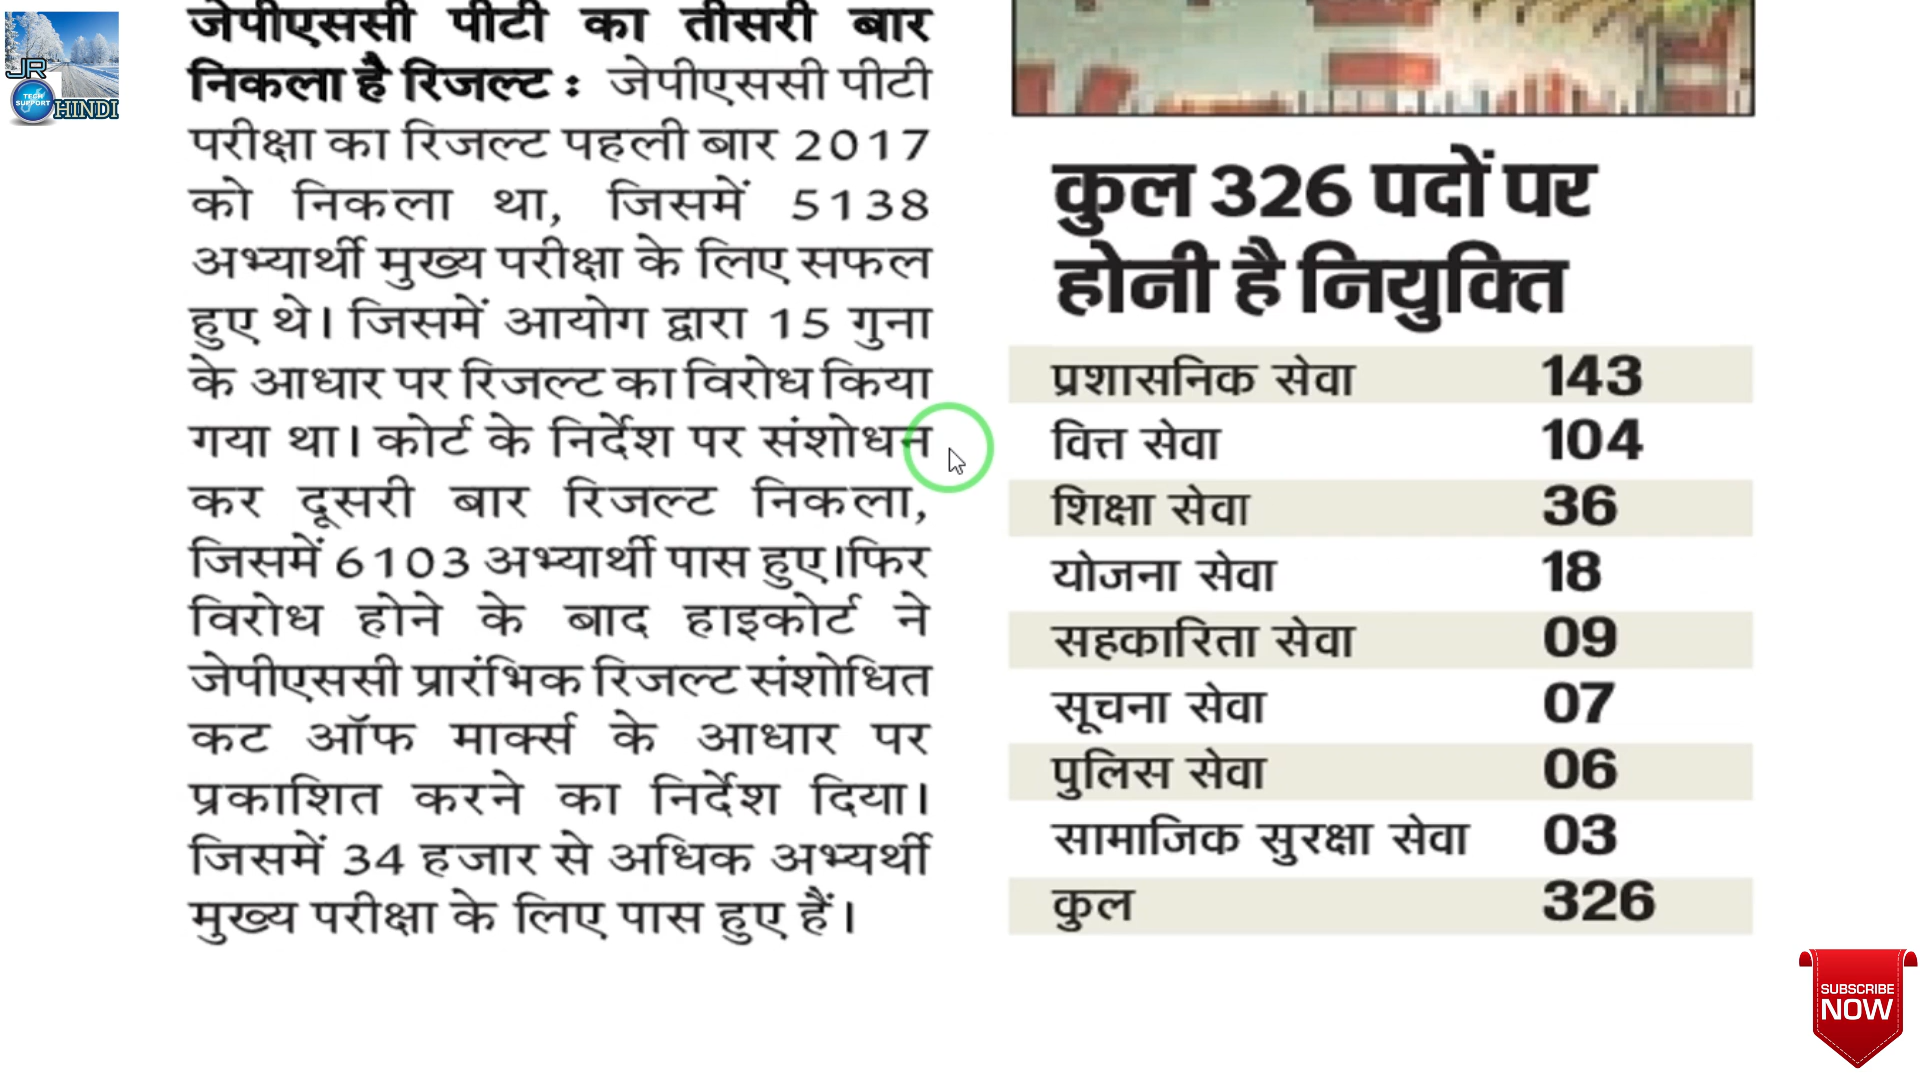 जेपीएससी पीटी का तीसरी बार
निकला है रिजल्ट : जेपीएससी पीटी
परीक्षा का रिजल्ट पहली बार 2017
को निकला था, जिसमें 5138
अभ्यार्थी मुख्य परीक्षा के लिए सफल
हुए थे। जिसमें आयोग द्वारा 15 गुना
के आधार पर रिजल्ट का विरोध किया
गया था। कोर्ट के निर्देश पर संशोधन
कर दूसरी बार रिजल्ट निकला,
जिसमें 6103 अभ्यार्थी पास हुए।फिर
विरोध होने के बाद हाइकोर्ट ने
जेपीएससी प्रारंभिक रिजल्ट संशोधित
कट ऑफ मार्क्स के आधार पर
प्रकाशित करने का निर्देश दिया।
जिसमें 34 हजार से अधिक अभ्यर्थी
मुख्य परीक्षा के लिए पास हुए हैं।
कुल 326 पदों पर
होनी है नियुक्ति
प्रशासनिक सेवा 143
वित्त सेवा 104
शिक्षा सेवा 36
योजना सेवा 18
सहकारिता सेवा 09
सूचना सेवा 07
पुलिस सेवा 06
सामाजिक सुरक्षा सेवा 03
कुल 326
JR
TECH
SUPPORT
HINDI
SUBSCRIBE
NOW